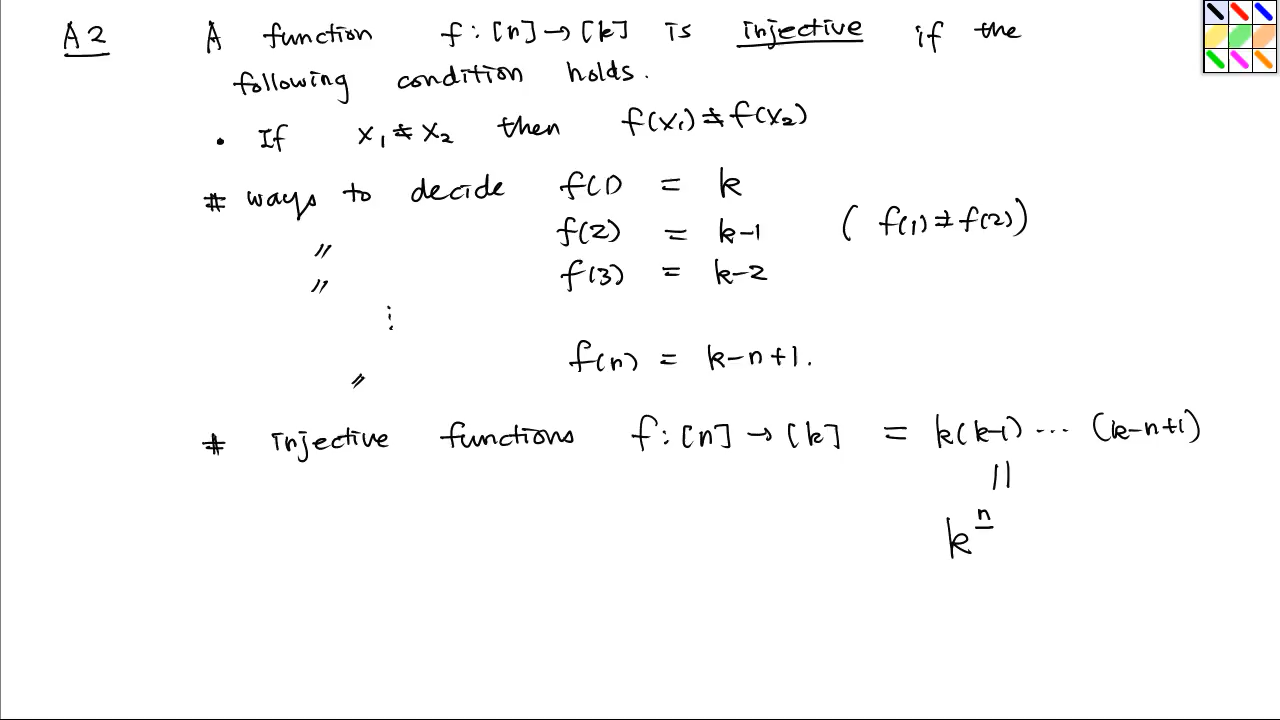 A2 A function f : [n] → [k] is injective if the
following condition holds.
• If x₁ ≠ x₂ then f(x₁) ≠ f(x₂)
# ways to decide f(1) = k
〃 f(2) = k-1 ( f(1) ≠ f(2) )
〃 f(3) = k-2
⋮
〃 f(n) = k-n+1.
# injective functions f : [n] → [k] = k(k-1) ⋯ (k-n+1)
||
k^{\underline{n}}